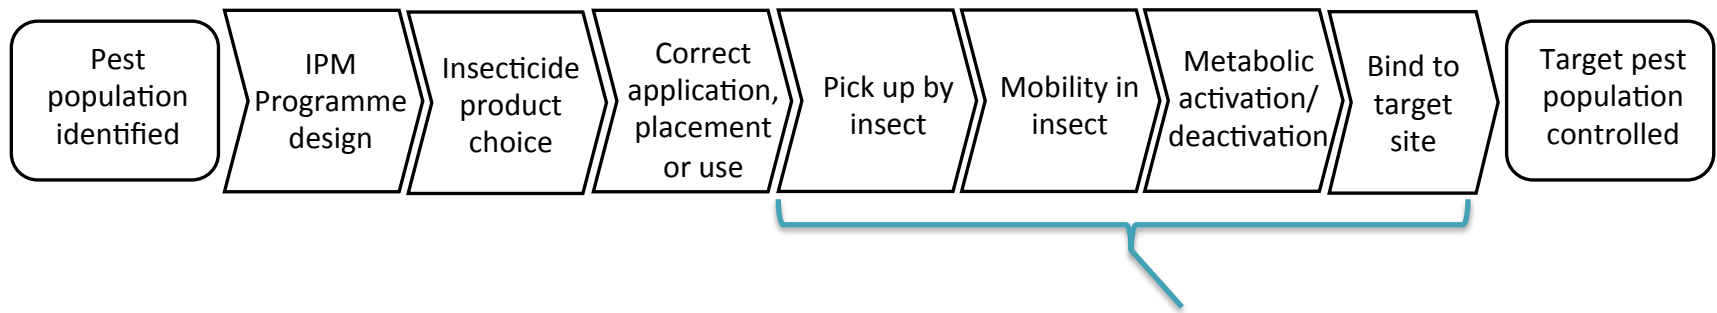 Pest
population
identified
IPM
Programme
design
Insecticide
product
choice
Correct
application,
placement
or use
Pick up by
insect
Mobility in
insect
Metabolic
activation/
deactivation
Bind to
target
site
Target pest
population
controlled